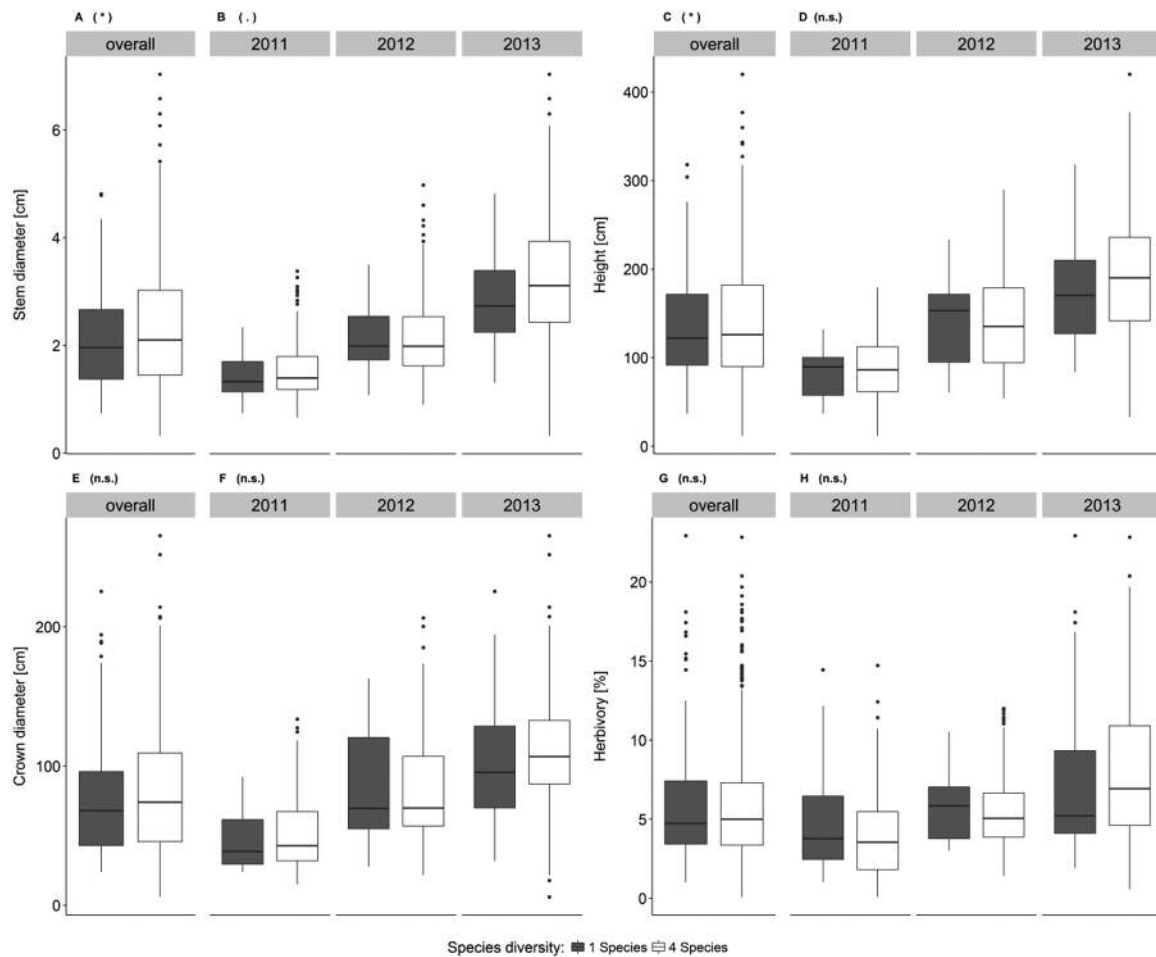 A (*) B (.) C (*) D (n.s.)
overall 2011 2012 2013 overall 2011 2012 2013
Stem diameter [cm]
6
4
2
0
Height [cm]
400
300
200
100
0
E (n.s.) F (n.s.) G (n.s.) H (n.s.)
overall 2011 2012 2013 overall 2011 2012 2013
Crown diameter [cm]
200
100
0
Herbivory [%]
20
15
10
5
0
Species diversity: 1 Species 4 Species